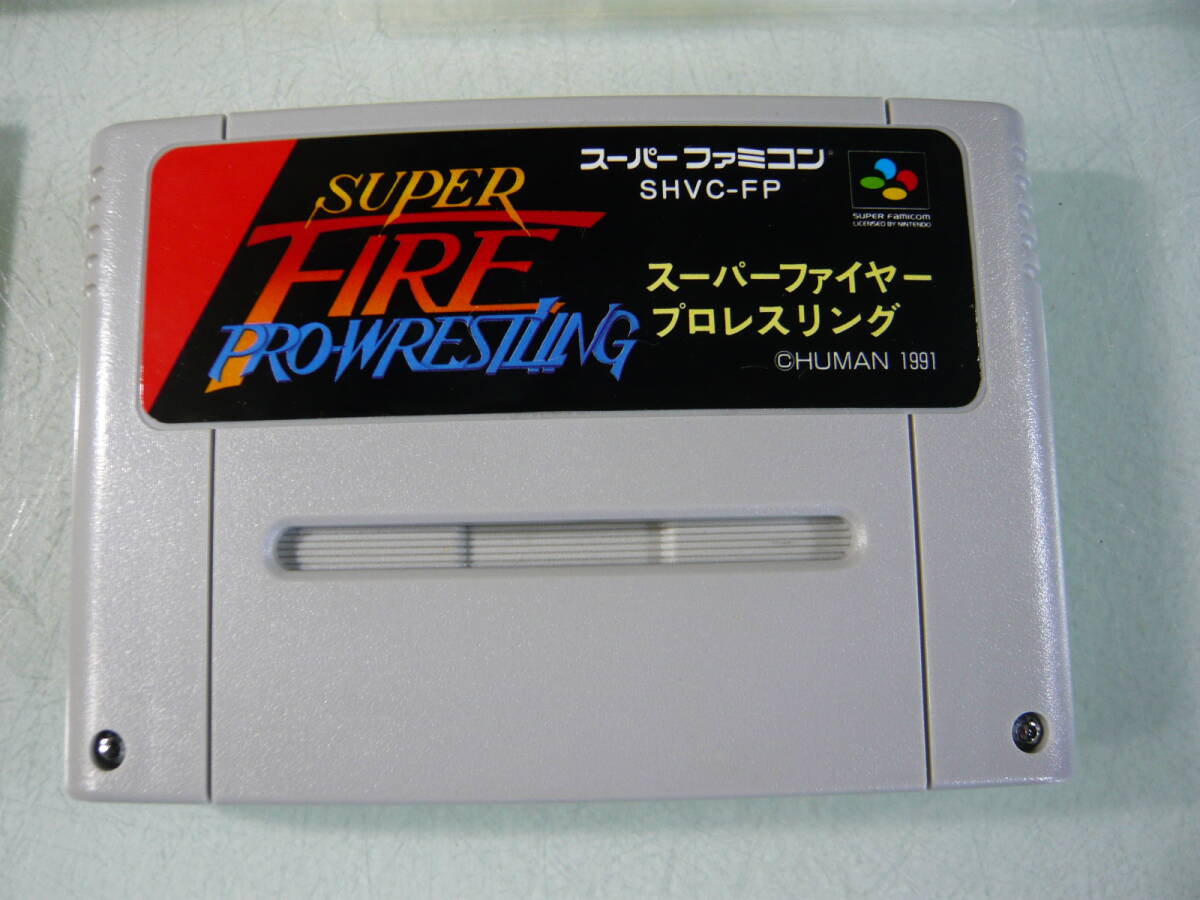 SUPER
FIRE
PRO-WRESTLING
スーパーファミコン
SHVC-FP
SUPER FAMICOM
LICENSED BY NINTENDO
スーパーファイヤー
プロレスリング
©HUMAN 1991